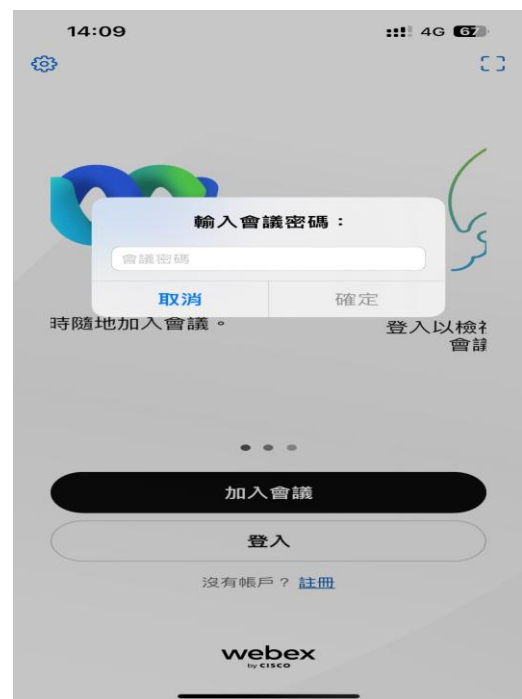 14:09
4G 67
輸入會議密碼：
會議密碼
取消
確定
時隨地加入會議。
登入以檢
會
加入會議
登入
沒有帳戶？ 註冊
webex
by CISCO